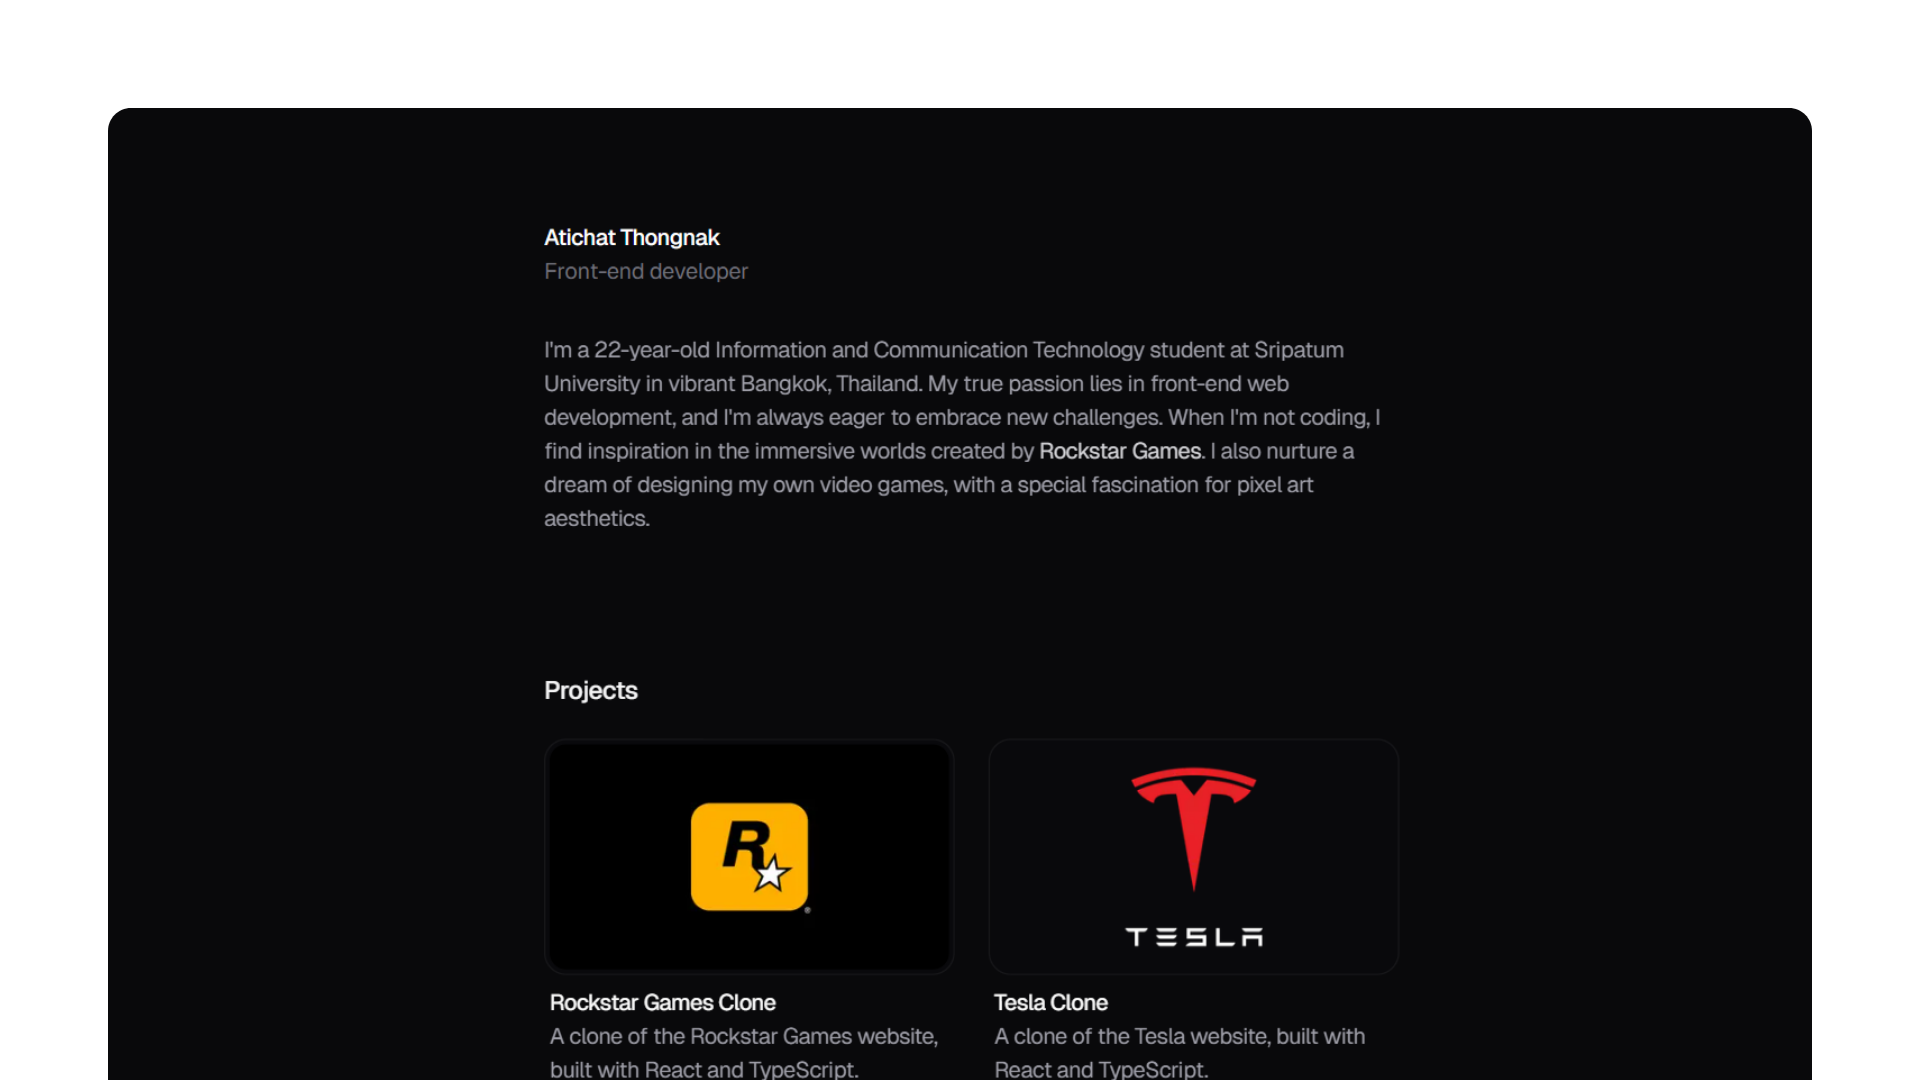 Atichat Thongnak
Front-end developer
I'm a 22-year-old Information and Communication Technology student at Sripatum
University in vibrant Bangkok, Thailand. My true passion lies in front-end web
development, and I'm always eager to embrace new challenges. When I'm not coding, I
find inspiration in the immersive worlds created by Rockstar Games. I also nurture a
dream of designing my own video games, with a special fascination for pixel art
aesthetics.
Projects
R
TESLA
Rockstar Games Clone
A clone of the Rockstar Games website,
built with React and TypeScript.
Tesla Clone
A clone of the Tesla website, built with
React and TypeScript.